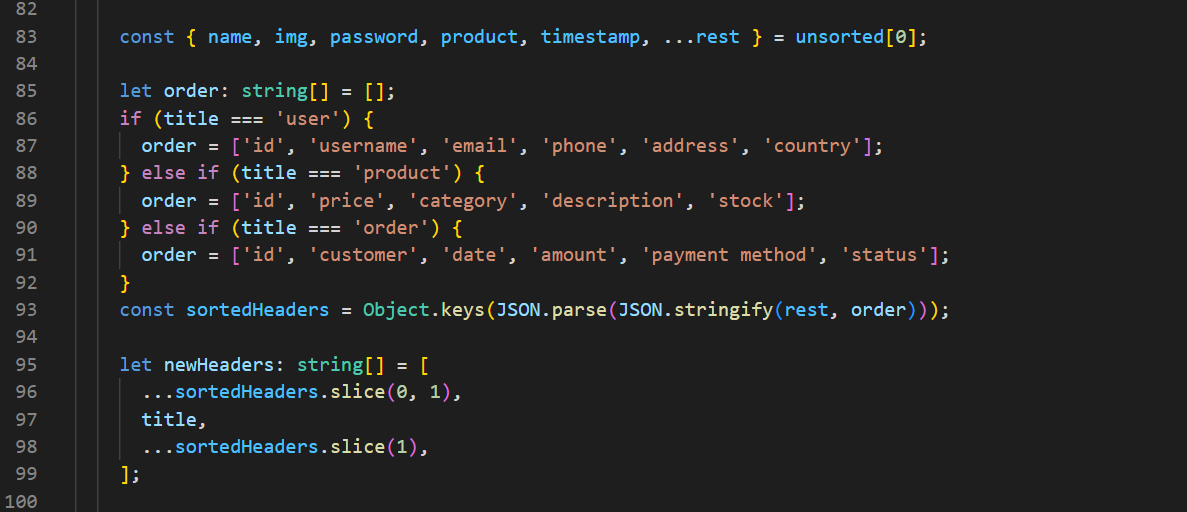 82
83 const { name, img, password, product, timestamp, ...rest } = unsorted[0];
84
85 let order: string[] = [];
86 if (title === 'user') {
87 order = ['id', 'username', 'email', 'phone', 'address', 'country'];
88 } else if (title === 'product') {
89 order = ['id', 'price', 'category', 'description', 'stock'];
90 } else if (title === 'order') {
91 order = ['id', 'customer', 'date', 'amount', 'payment method', 'status'];
92 }
93 const sortedHeaders = Object.keys(JSON.parse(JSON.stringify(rest, order)));
94
95 let newHeaders: string[] = [
96 ...sortedHeaders.slice(0, 1),
97 title,
98 ...sortedHeaders.slice(1),
99 ];
100